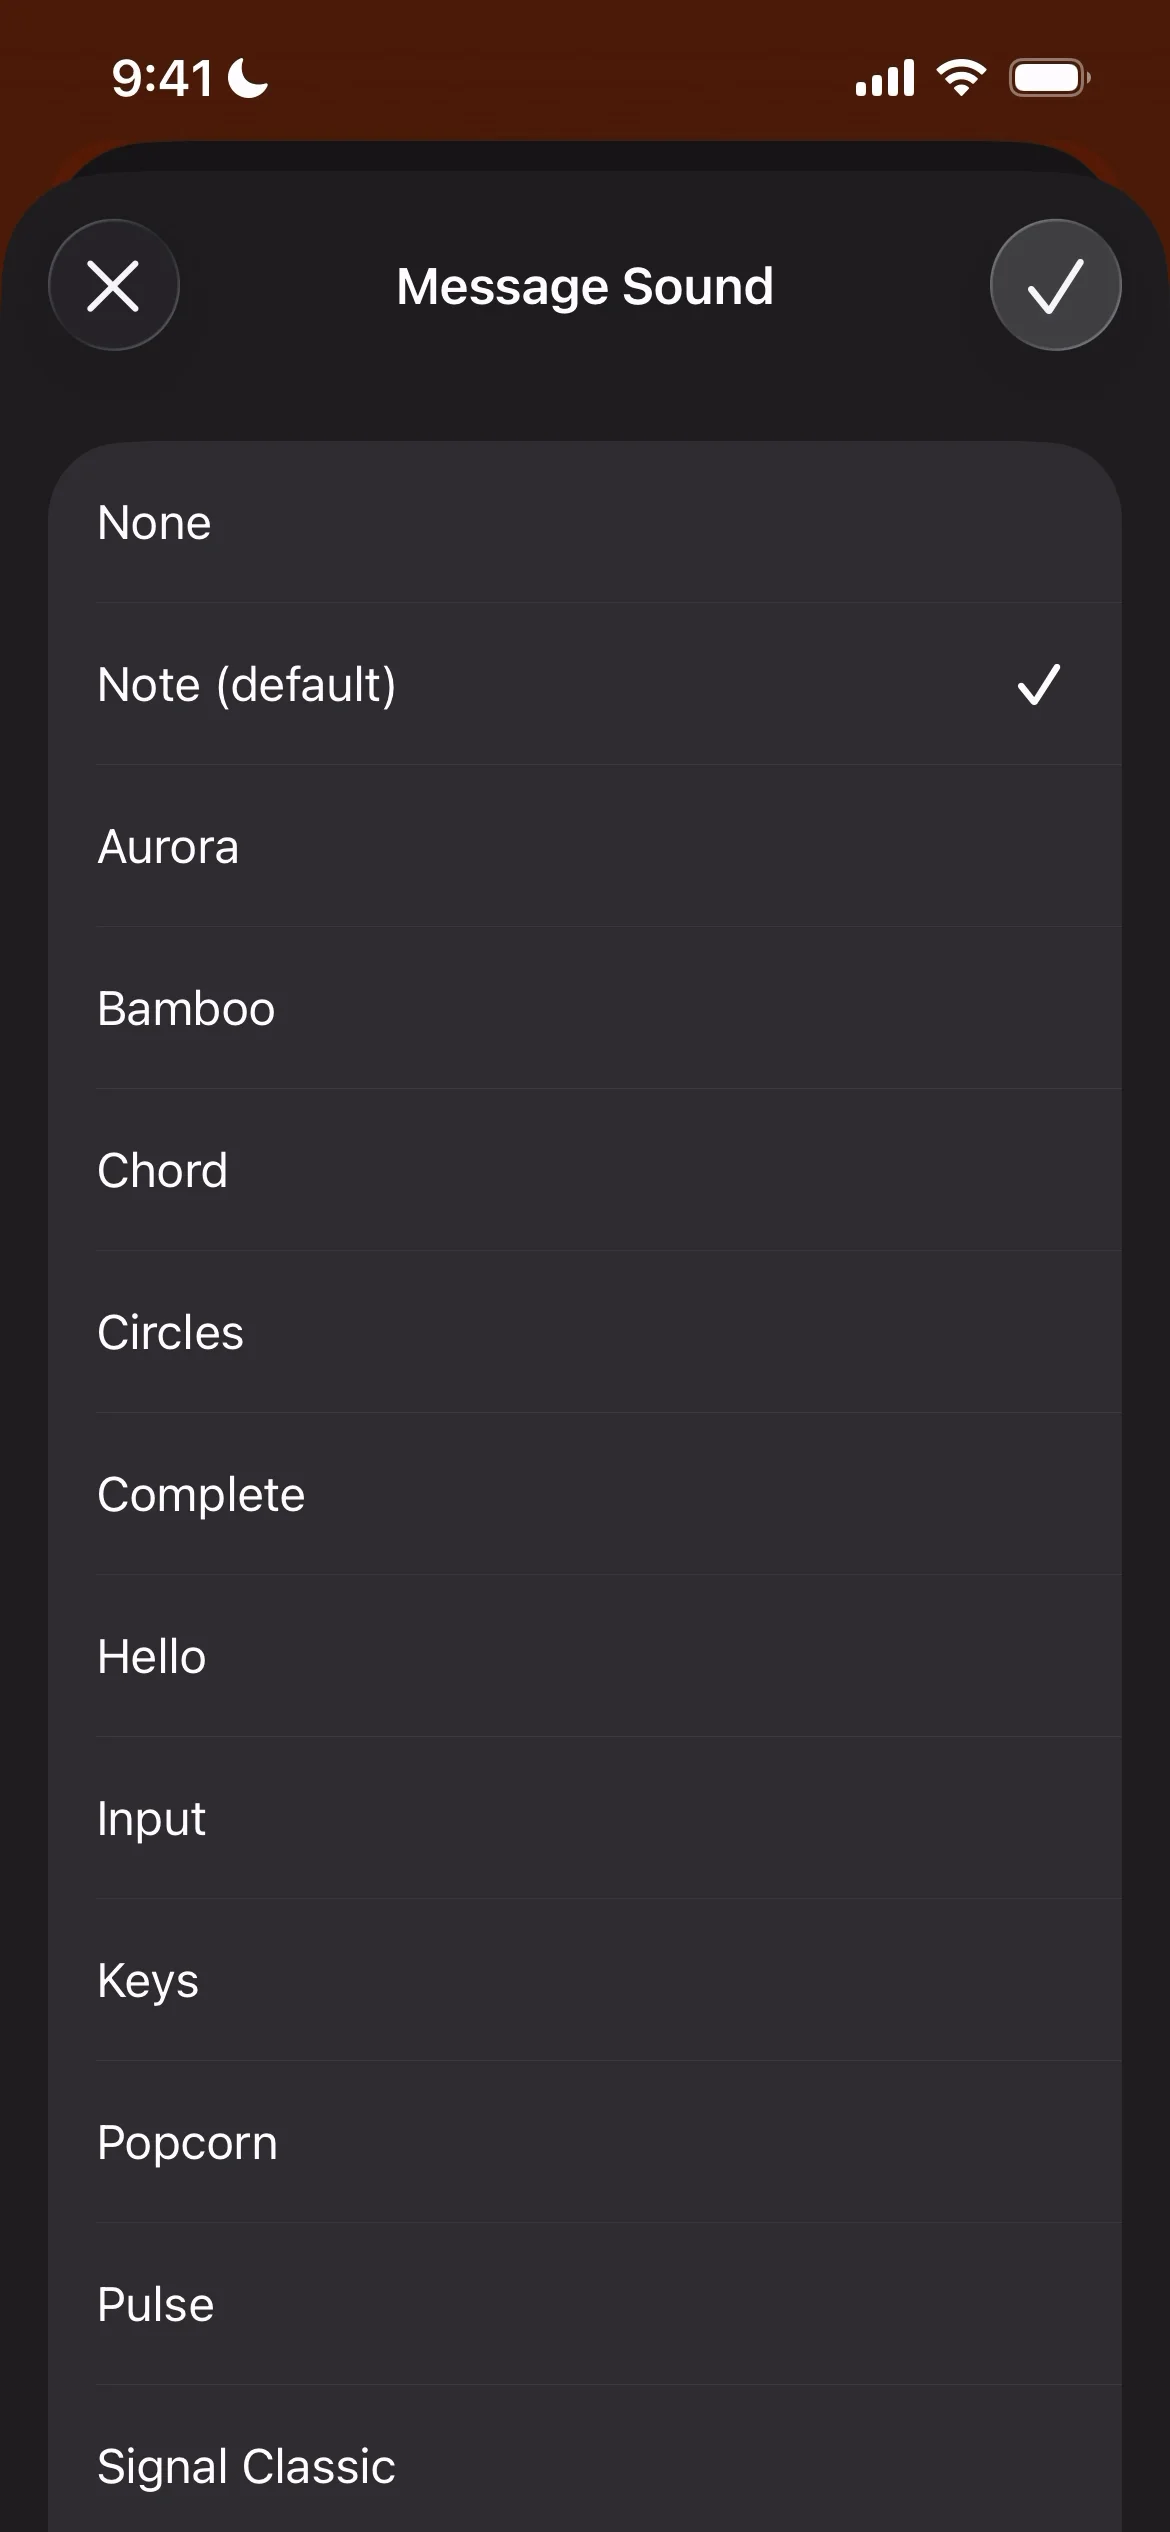 9:41
Message Sound
None
Note (default)
Aurora
Bamboo
Chord
Circles
Complete
Hello
Input
Keys
Popcorn
Pulse
Signal Classic